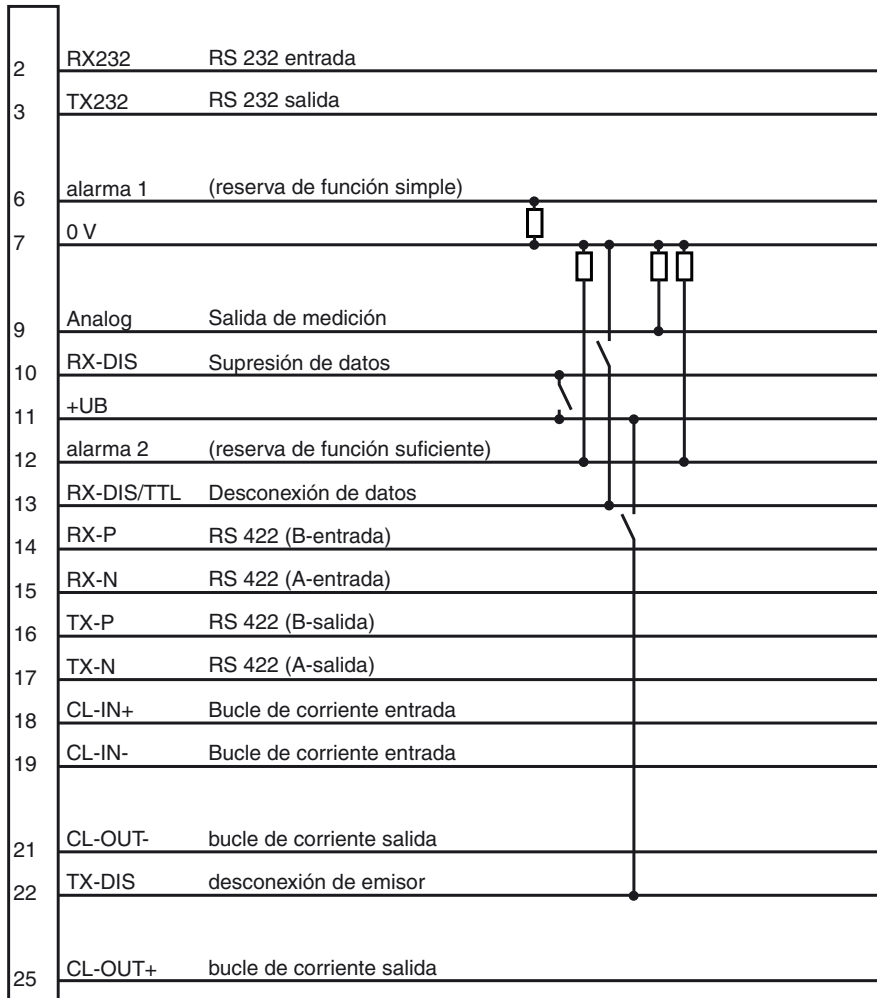 2 RX232 RS 232 entrada
3 TX232 RS 232 salida
6 alarma 1 (reserva de función simple)
7 0 V
9 Analog Salida de medición
10 RX-DIS Supresión de datos
11 +UB
12 alarma 2 (reserva de función suficiente)
13 RX-DIS/TTL Desconexión de datos
14 RX-P RS 422 (B-entrada)
15 RX-N RS 422 (A-entrada)
16 TX-P RS 422 (B-salida)
17 TX-N RS 422 (A-salida)
18 CL-IN+ Bucle de corriente entrada
19 CL-IN- Bucle de corriente entrada
21 CL-OUT- bucle de corriente salida
22 TX-DIS desconexión de emisor
25 CL-OUT+ bucle de corriente salida